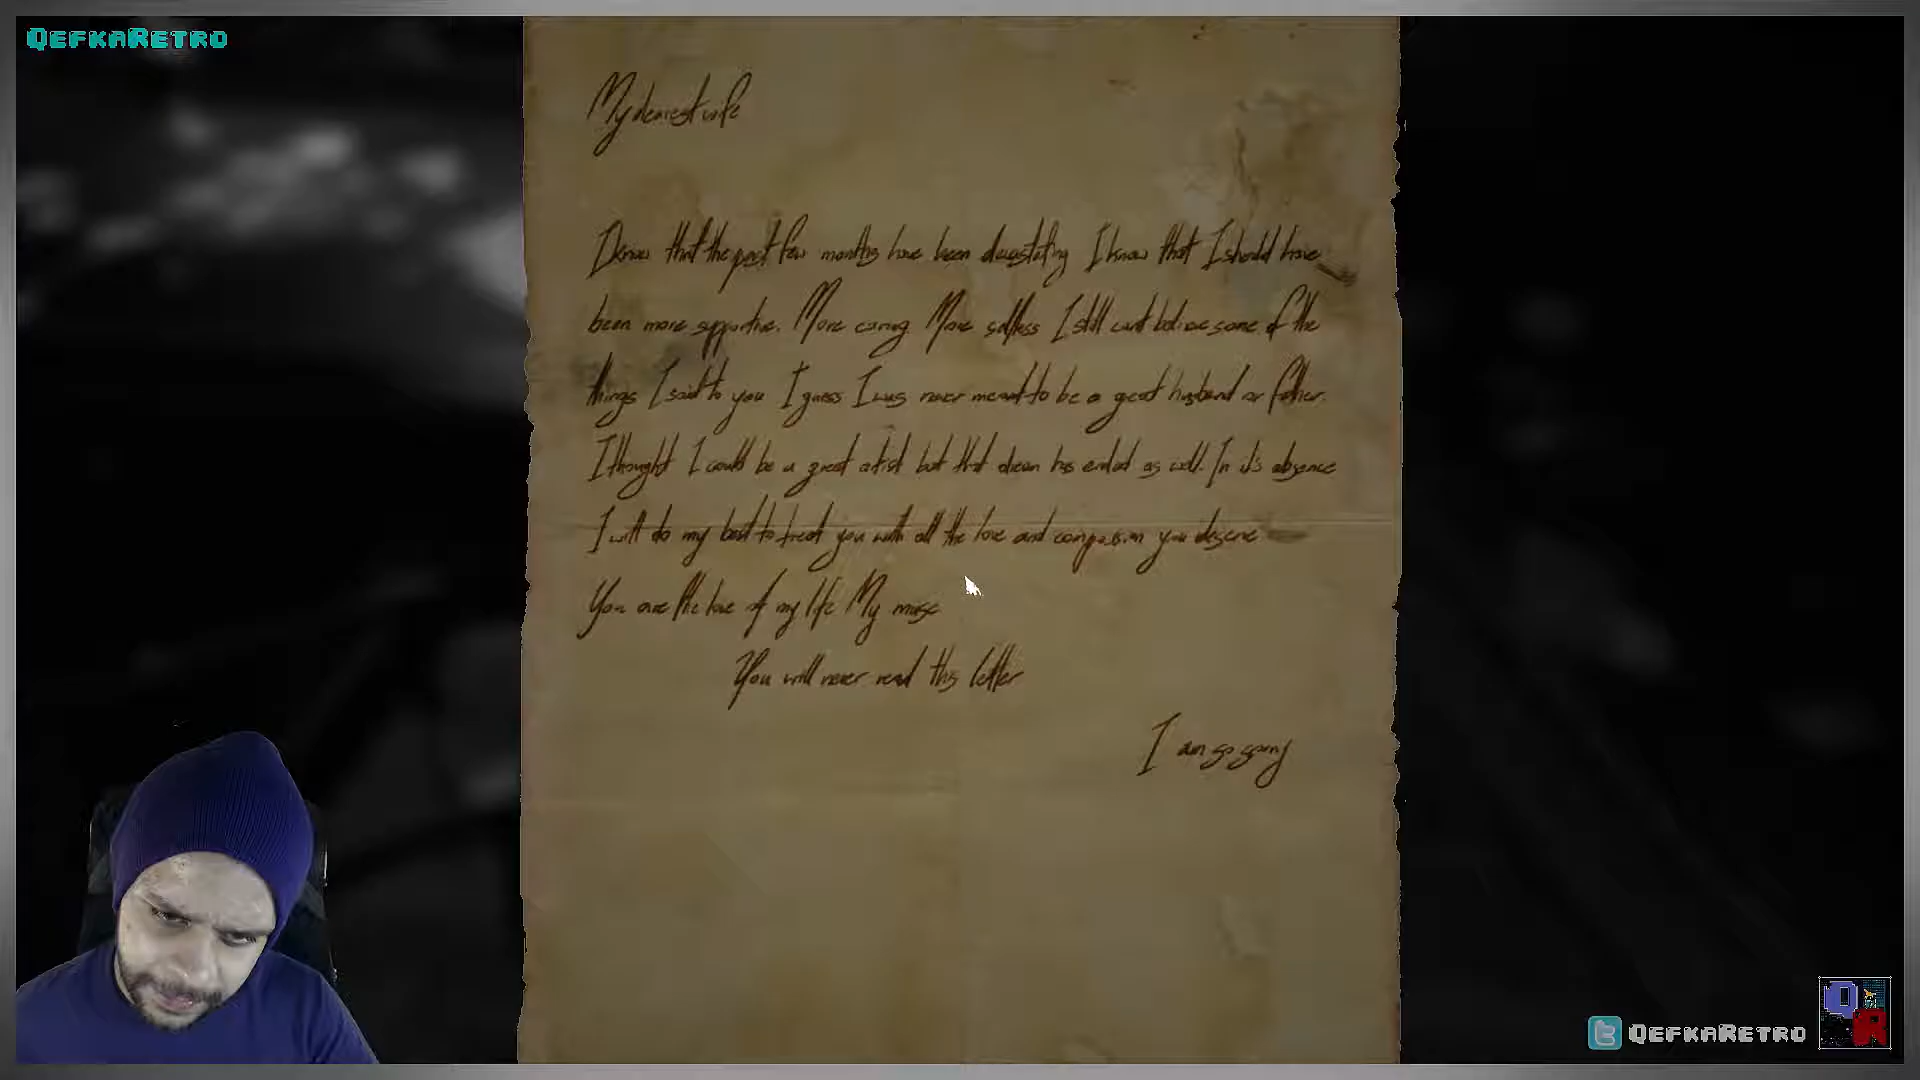 QEFKARETRO
My dearest wife
I know that the past few months have been devastating I know that I should have
been more supportive. More caring More selfless I still cant believe some of the
things I said to you I guess I was never meant to be a great husband or father.
I thought I could be a great artist but that dream has ended as well. In it's absence
I will do my best to treat you with all the love and compassion you deserve
You are the love of my life My muse
You will never read this letter
I am so sorry
QEFKARETRO
QR